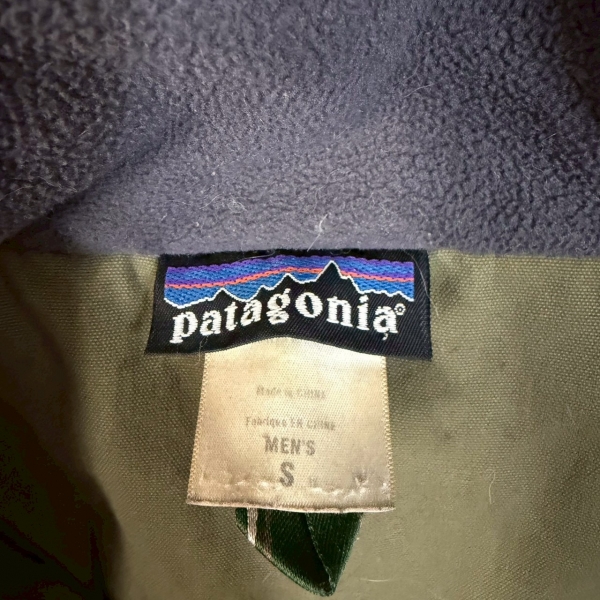 patagonia®
Made in CHINA
Fabriqué EN CHINE
MEN'S
S